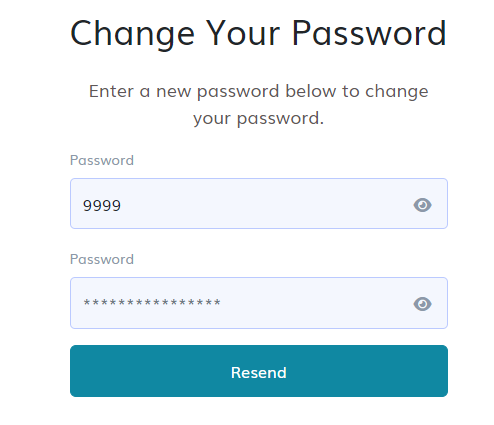 Change Your Password
Enter a new password below to change
your password.
Password
9999
Password
****************
Resend